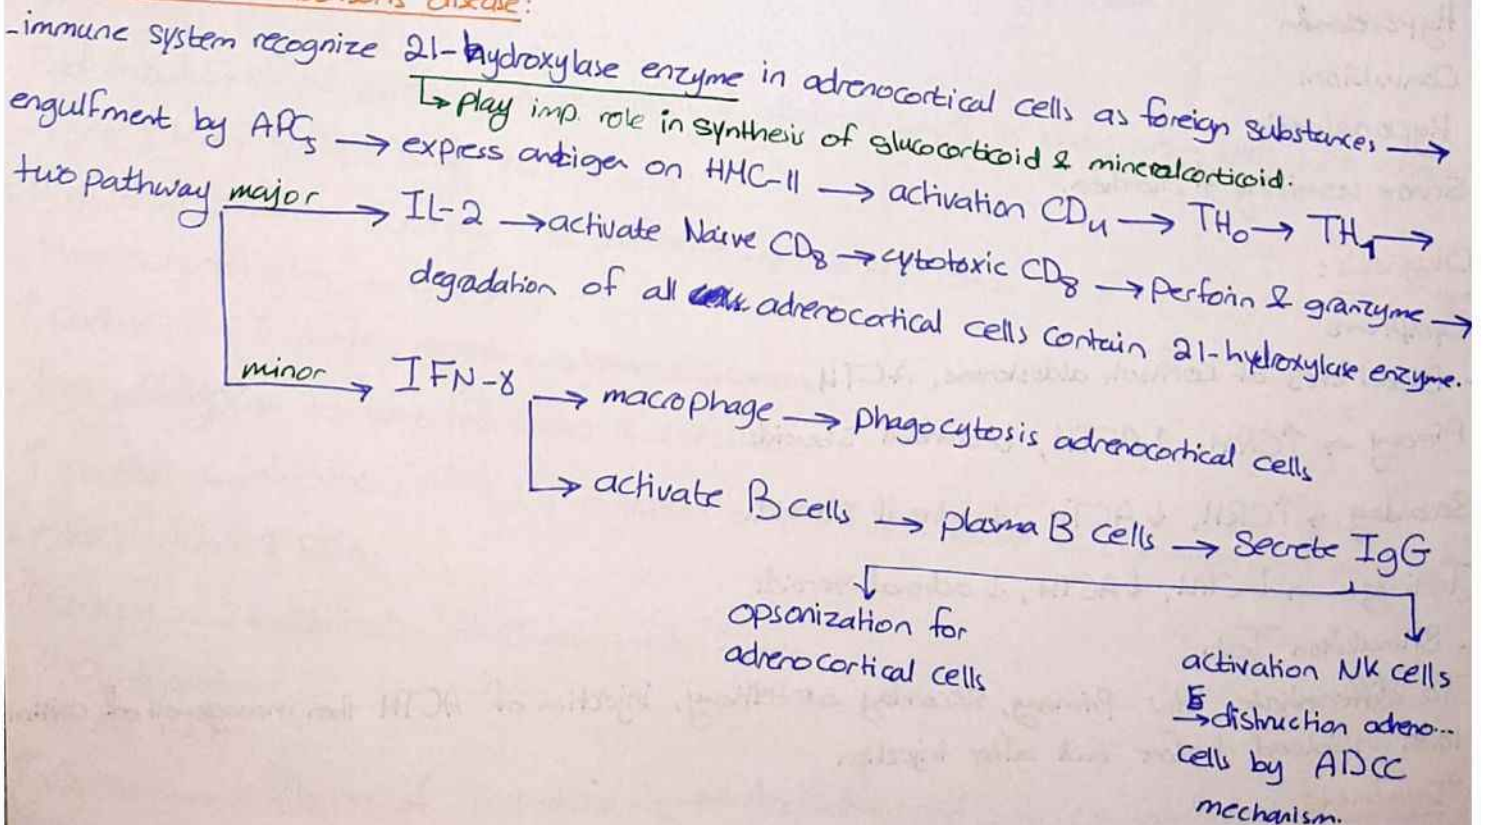 disease:
-immune system recognize 21-hydroxylase enzyme in adrenocortical cells as foreign substances →
↳ play imp. role in synthesis of glucocorticoid & mineralcorticoid.
engulfment by APCs → express antigen on HMC-II → activation CD4 → TH0 → TH1 →
two pathway major → IL-2 → activate Naive CD8 → cytotoxic CD8 → Perforin & granzyme →
degradation of all adrenocortical cells contain 21-hydroxylase enzyme.
minor → IFN-γ → macrophage → phagocytosis adrenocortical cells
↳ activate B cells → plasma B cells → secrete IgG
opsonization for
adrenocortical cells
activation NK cells
→ distruction adreno...
cells by ADCC
mechanism.